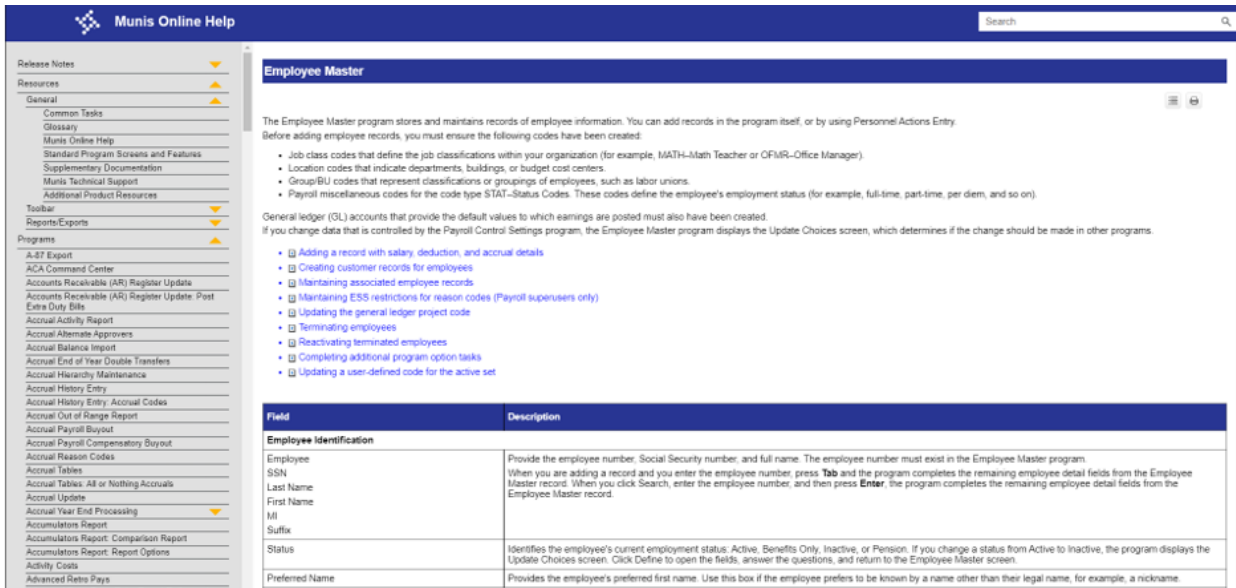 Munis Online Help
Search
Release Notes
Resources
General
Common Tasks
Glossary
Munis Online Help
Standard Program Screens and Features
Supplementary Documentation
Munis Technical Support
Additional Product Resources
Toolbar
Reports/Exports
Programs
A-87 Export
ACA Command Center
Accounts Receivable (AR) Register Update
Accounts Receivable (AR) Register Update: Post
Extra Duty Bills
Accrual Activity Report
Accrual Alternate Approvers
Accrual Balance Import
Accrual End of Year Double Transfers
Accrual Hierarchy Maintenance
Accrual History Entry
Accrual History Entry: Accrual Codes
Accrual Out of Range Report
Accrual Payroll Buyout
Accrual Payroll Compensatory Buyout
Accrual Reason Codes
Accrual Tables
Accrual Tables: All or Nothing Accruals
Accrual Update
Accrual Year End Processing
Accumulators Report
Accumulators Report: Comparison Report
Accumulators Report: Report Options
Activity Costs
Advanced Retro Pays
Employee Master
The Employee Master program stores and maintains records of employee information. You can add records in the program itself, or by using Personnel Actions Entry.
Before adding employee records, you must ensure the following codes have been created:
• Job class codes that define the job classifications within your organization (for example, MATH–Math Teacher or OFMR–Office Manager).
• Location codes that indicate departments, buildings, or budget cost centers.
• Group/BU codes that represent classifications or groupings of employees, such as labor unions.
• Payroll miscellaneous codes for the code type STAT–Status Codes. These codes define the employee's employment status (for example, full-time, part-time, per diem, and so on).
General ledger (GL) accounts that provide the default values to which earnings are posted must also have been created.
If you change data that is controlled by the Payroll Control Settings program, the Employee Master program displays the Update Choices screen, which determines if the change should be made in other programs.
• Adding a record with salary, deduction, and accrual details
• Creating customer records for employees
• Maintaining associated employee records
• Maintaining ESS restrictions for reason codes (Payroll superusers only)
• Updating the general ledger project code
• Terminating employees
• Reactivating terminated employees
• Completing additional program option tasks
• Updating a user-defined code for the active set
Field Description
Employee Identification
Employee
SSN
Last Name
First Name
MI
Suffix
Provide the employee number, Social Security number, and full name. The employee number must exist in the Employee Master program.
When you are adding a record and you enter the employee number, press Tab and the program completes the remaining employee detail fields from the Employee
Master record. When you click Search, enter the employee number, and then press Enter, the program completes the remaining employee detail fields from the
Employee Master record.
Status
Identifies the employee's current employment status: Active, Benefits Only, Inactive, or Pension. If you change a status from Active to Inactive, the program displays the
Update Choices screen. Click Define to open the fields, answer the questions, and return to the Employee Master screen.
Preferred Name
Provides the employee's preferred first name. Use this box if the employee prefers to be known by a name other than their legal name, for example, a nickname.